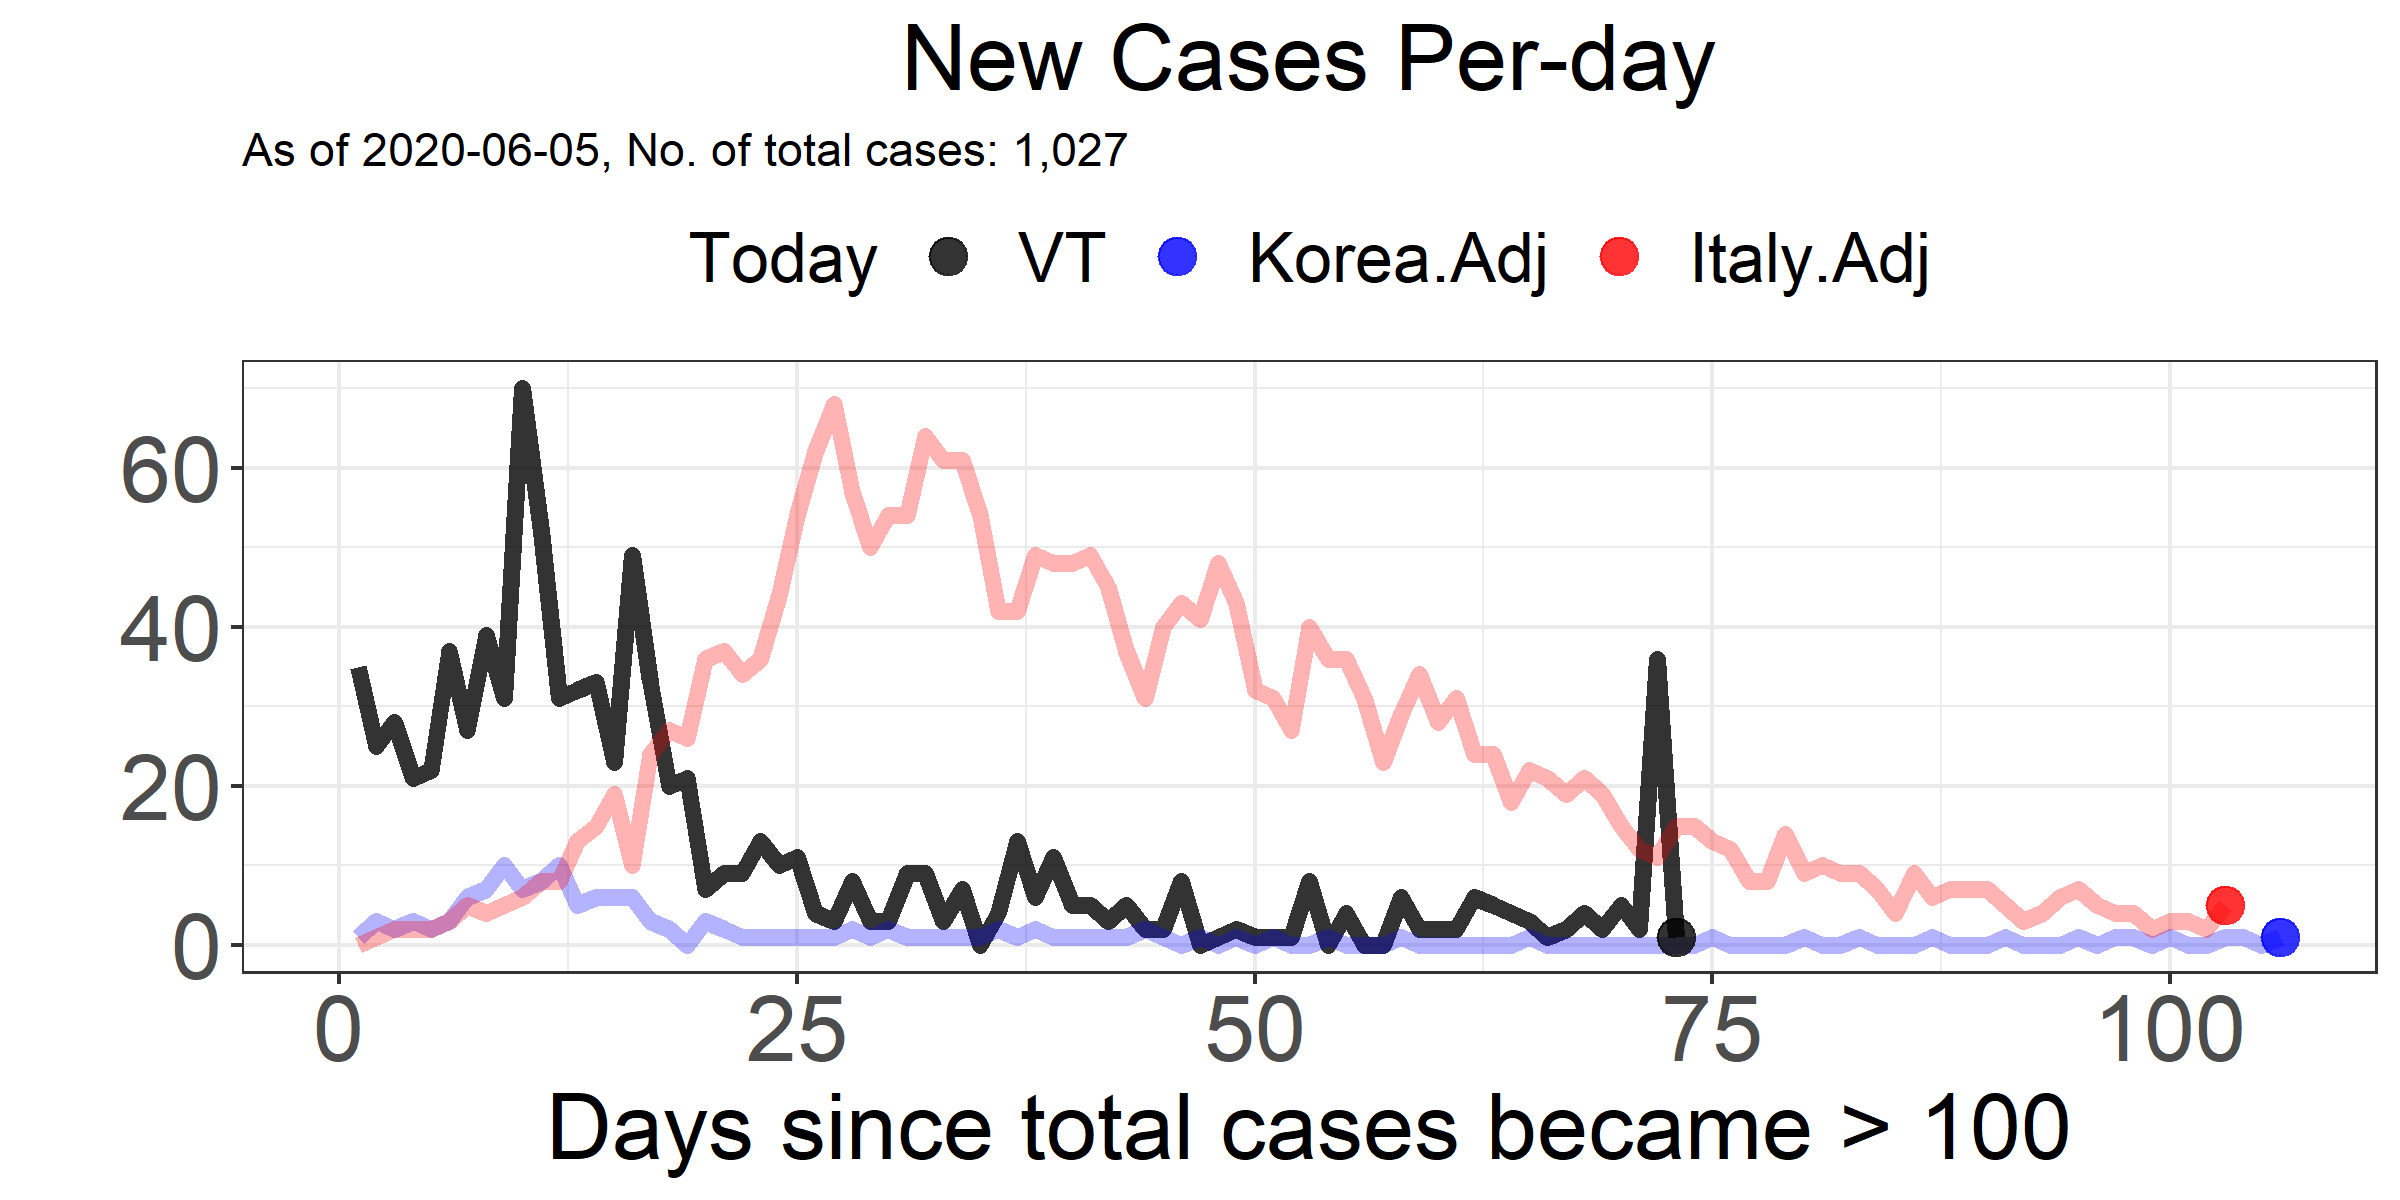 New Cases Per-day
As of 2020-06-05, No. of total cases: 1,027
Today VT Korea.Adj Italy.Adj
60
40
20
0
0 25 50 75 100
Days since total cases became > 100